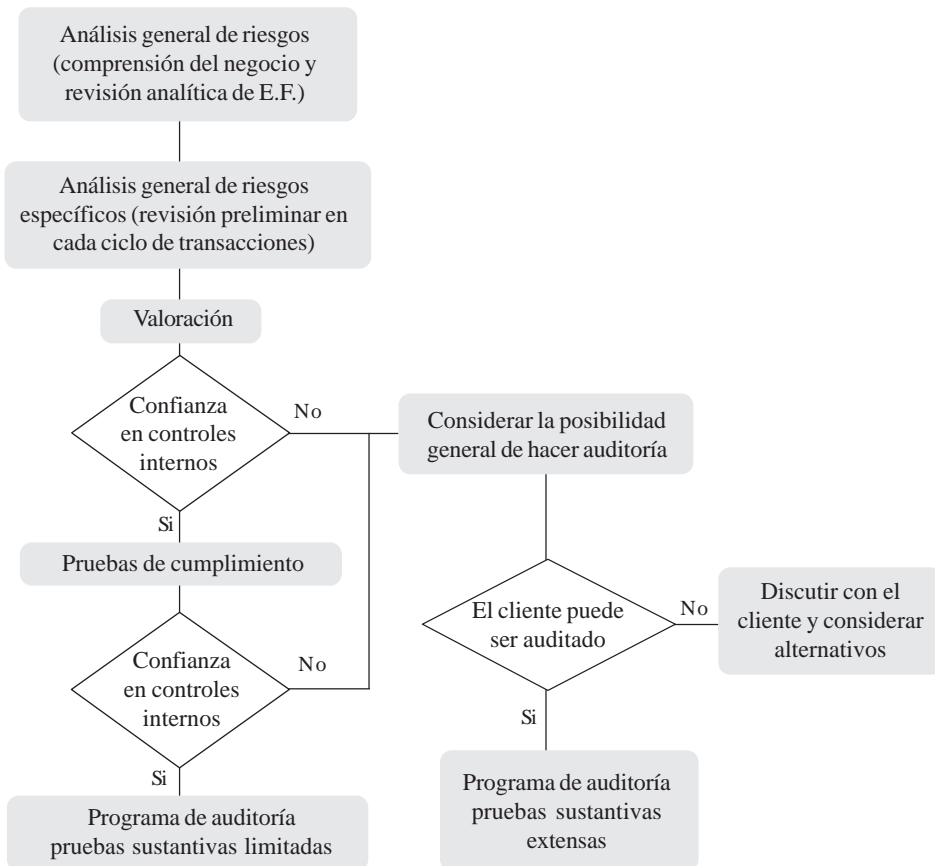 Análisis general de riesgos
(comprensión del negocio y
revisión analítica de E.F.)
Análisis general de riesgos
específicos (revisión preliminar en
cada ciclo de transacciones)
Valoración
Confianza
en controles
internos
No
Considerar la posibilidad
general de hacer auditoría
Si
Pruebas de cumplimiento
Confianza
en controles
internos
No
El cliente puede
ser auditado
No
Discutir con el
cliente y considerar
alternativos
Si
Programa de auditoría
pruebas sustantivas limitadas
Si
Programa de auditoría
pruebas sustantivas
extensas